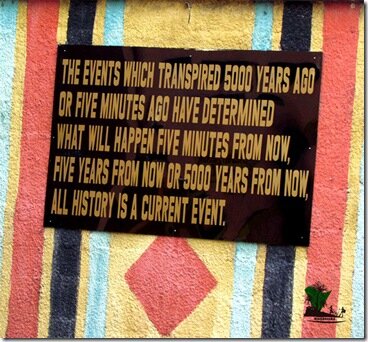 THE EVENTS WHICH TRANSPIRED 5000 YEARS AGO
OR FIVE MINUTES AGO HAVE DETERMINED
WHAT WILL HAPPEN FIVE MINUTES FROM NOW,
FIVE YEARS FROM NOW OR 5000 YEARS FROM NOW,
ALL HISTORY IS A CURRENT EVENT.